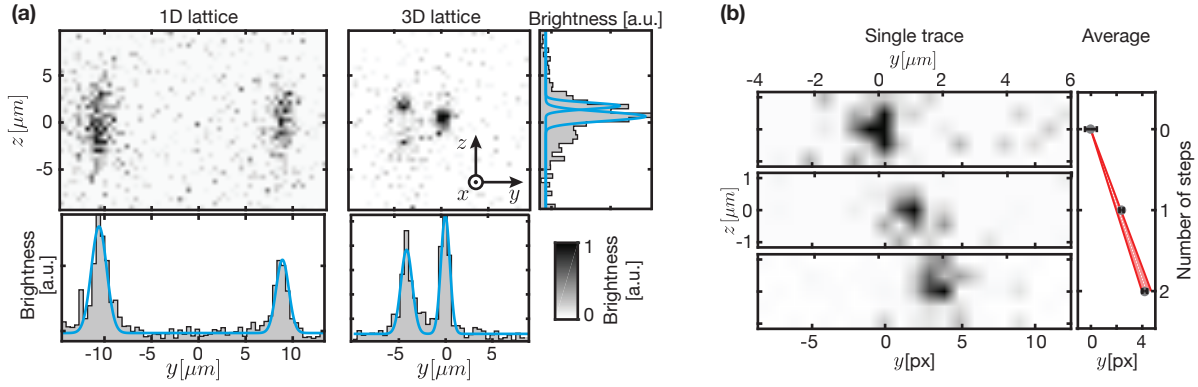 (a)
1D lattice
3D lattice
Brightness [a.u.]
5
0
-5
z [μm]
z
x
y
Brightness
-10
-5
0
5
10
y [μm]
-5
0
5
y [μm]
1
0
Brightness
[a.u.]
(b)
Single trace
Average
y [μm]
-4
-2
0
2
4
6
1
0
-1
z [μm]
-5
0
5
10
y[px]
0
1
2
Number of steps
0
4
y[px]